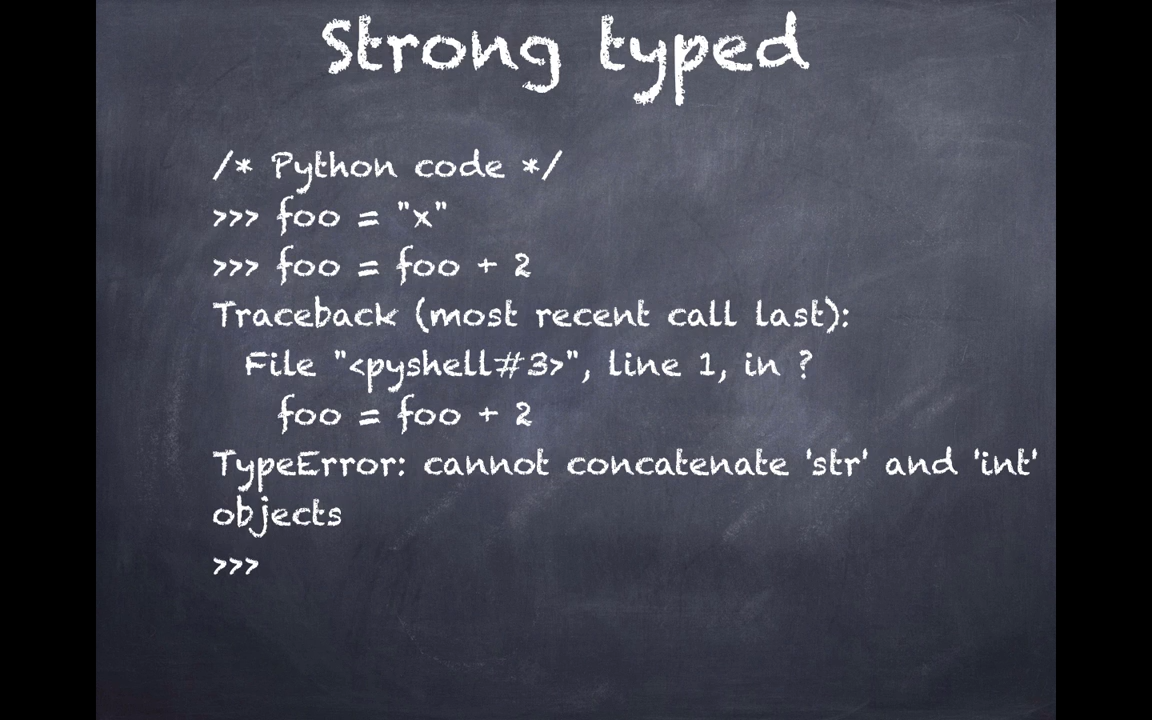 Strong typed
/* Python code */
>>> foo = "x"
>>> foo = foo + 2
Traceback (most recent call last):
File "<pyshell#3>", line 1, in ?
foo = foo + 2
TypeError: cannot concatenate 'str' and 'int'
objects
>>>